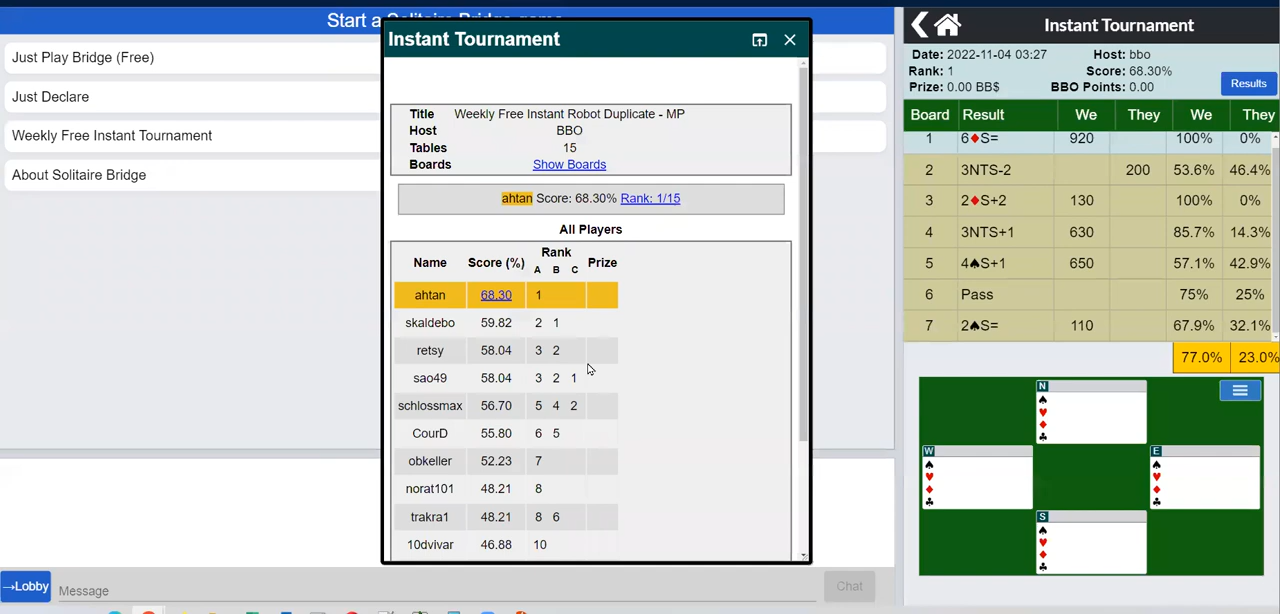 Start a Solitaire Bridge game
Just Play Bridge (Free)
Just Declare
Weekly Free Instant Tournament
About Solitaire Bridge
→Lobby
Message
Chat
Instant Tournament
Title Weekly Free Instant Robot Duplicate - MP
Host BBO
Tables 15
Boards Show Boards
ahtan Score: 68.30% Rank: 1/15
All Players
Name Score (%) Rank Prize
A B C
ahtan 68.30 1
skaldebo 59.82 2 1
retsy 58.04 3 2
sao49 58.04 3 2 1
schlossmax 56.70 5 4 2
CourD 55.80 6 5
obkeller 52.23 7
norat101 48.21 8
trakra1 48.21 8 6
10dvivar 46.88 10
Instant Tournament
Date: 2022-11-04 03:27 Host: bbo
Rank: 1 Score: 68.30%
Prize: 0.00 BB$ BBO Points: 0.00
Results
Board Result We They We They
1 6♦S= 920 100% 0%
2 3NTS-2 200 53.6% 46.4%
3 2♦S+2 130 100% 0%
4 3NTS+1 630 85.7% 14.3%
5 4♠S+1 650 57.1% 42.9%
6 Pass 75% 25%
7 2♠S= 110 67.9% 32.1%
77.0% 23.0%
N
♠
♥
♦
♣
W
♠
♥
♦
♣
E
♠
♥
♦
♣
S
♠
♥
♦
♣